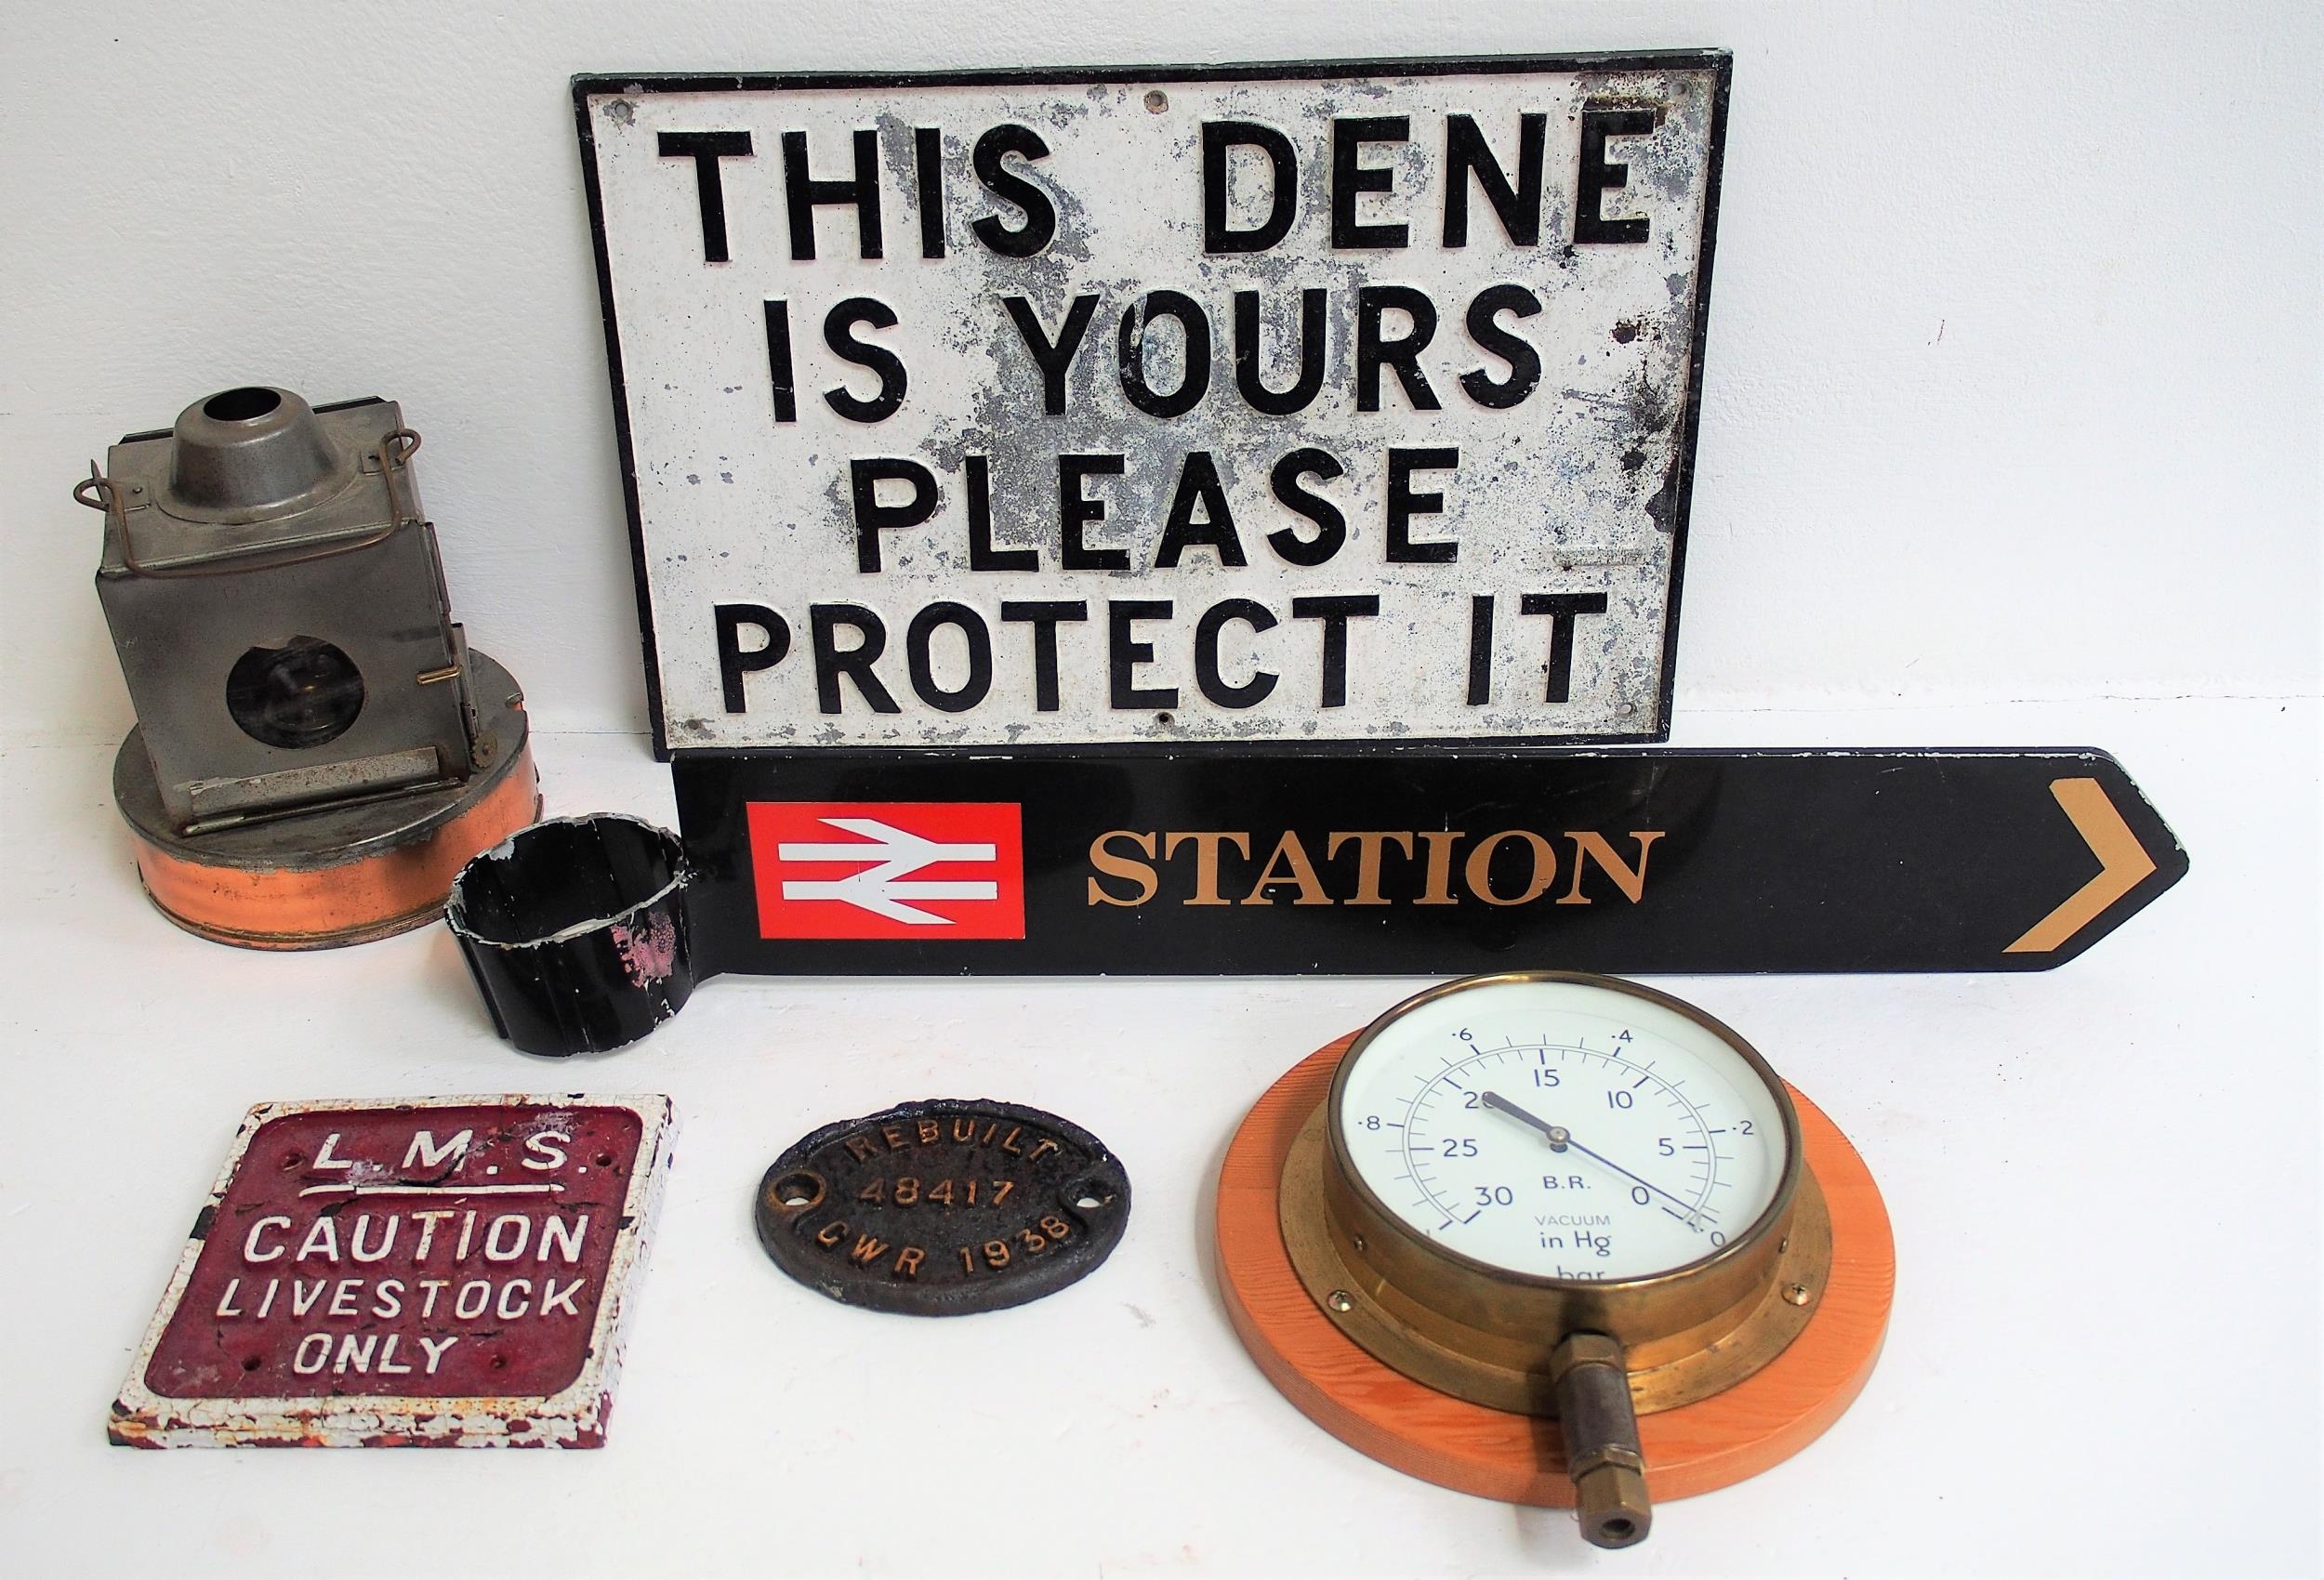 THIS DENE
IS YOURS
PLEASE
PROTECT IT
STATION
L.M.S.
CAUTION
LIVESTOCK
ONLY
REBUILT
48417
GWR 1938
·6 ·4
15
20 10
·8 ·2
25 5
30 0
B.R.
VACUUM
in Hg
0
bar